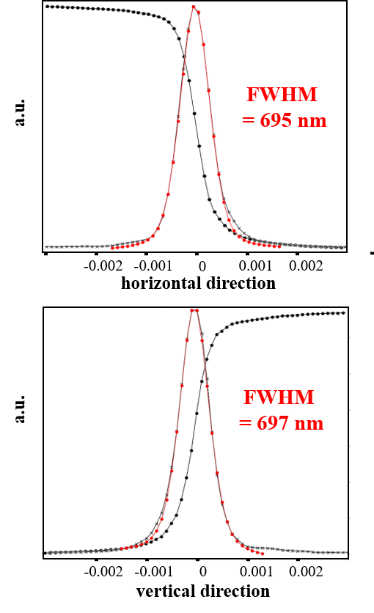 a.u.
FWHM
= 695 nm
-0.002 -0.001 0 0.001 0.002
horizontal direction
a.u.
FWHM
= 697 nm
-0.002 -0.001 0 0.001 0.002
vertical direction